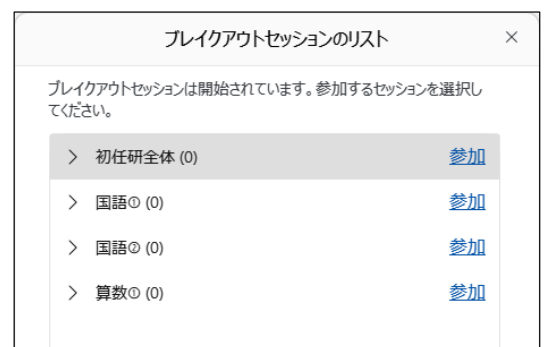 ブレイクアウトセッションのリスト ×
ブレイクアウトセッションは開始されています。参加するセッションを選択し
てください。
> 初任研全体 (0) 参加
> 国語① (0) 参加
> 国語② (0) 参加
> 算数① (0) 参加